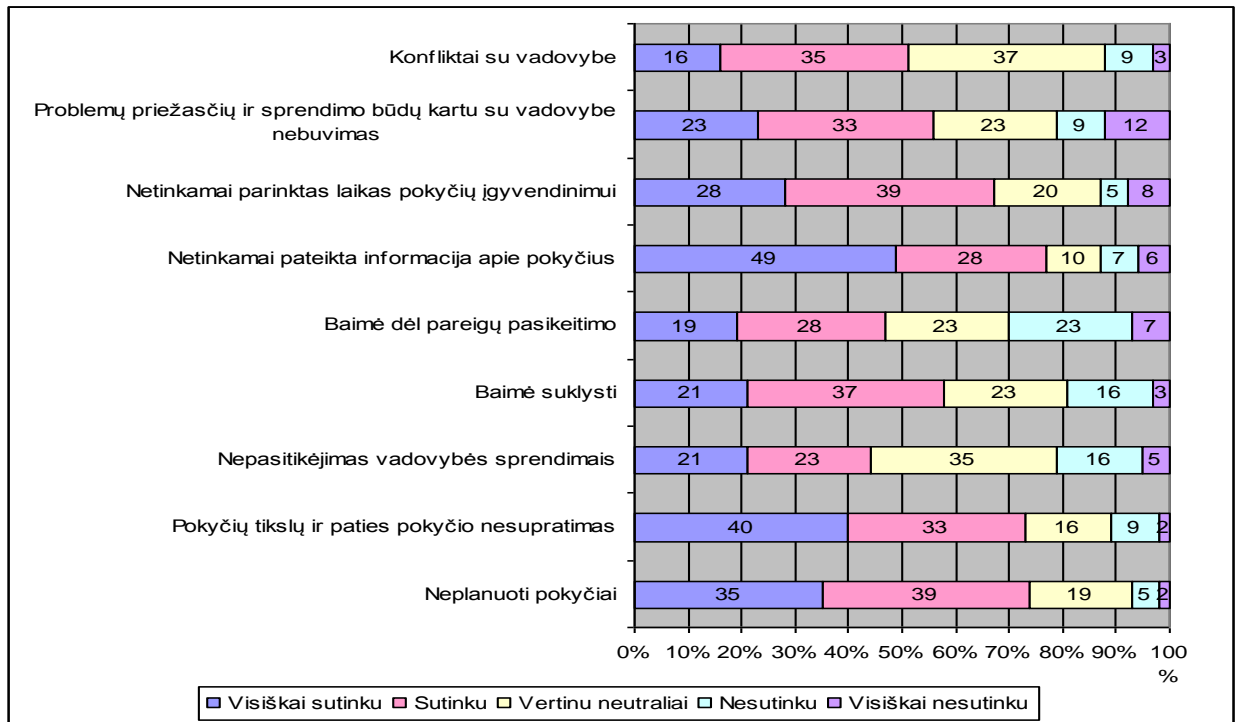 Konfliktai su vadovybe
16 35 37 9 3
Problemų priežasčių ir sprendimo būdų kartu su vadovybe
nebuvimas
23 33 23 9 12
Netinkamai parinktas laikas pokyčių įgyvendinimui
28 39 20 5 8
Netinkamai pateikta informacija apie pokyčius
49 28 10 7 6
Baimė dėl pareigų pasikeitimo
19 28 23 23 7
Baimė suklysti
21 37 23 16 3
Nepasitikėjimas vadovybės sprendimais
21 23 35 16 5
Pokyčių tikslų ir paties pokyčio nesupratimas
40 33 16 9 2
Neplanuoti pokyčiai
35 39 19 5 2
0% 10% 20% 30% 40% 50% 60% 70% 80% 90% 100
%
Visiškai sutinku Sutinku Vertinu neutraliai Nesutinku Visiškai nesutinku